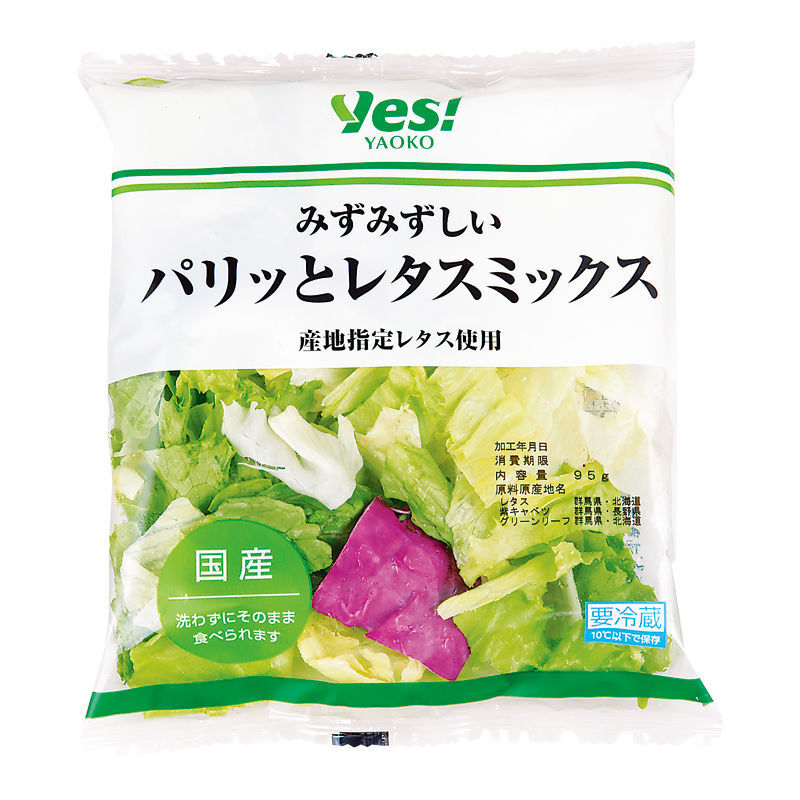 yes!
YAOKO
みずみずしい
パリッとレタスミックス
産地指定レタス使用
加工年月日
消費期限
内容量 95g
原料原産地名
レタス 群馬県・北海道
紫キャベツ 群馬県・長野県
グリーンリーフ 群馬県・北海道
国産
洗わずにそのまま
食べられます
要冷蔵
10℃以下で保存